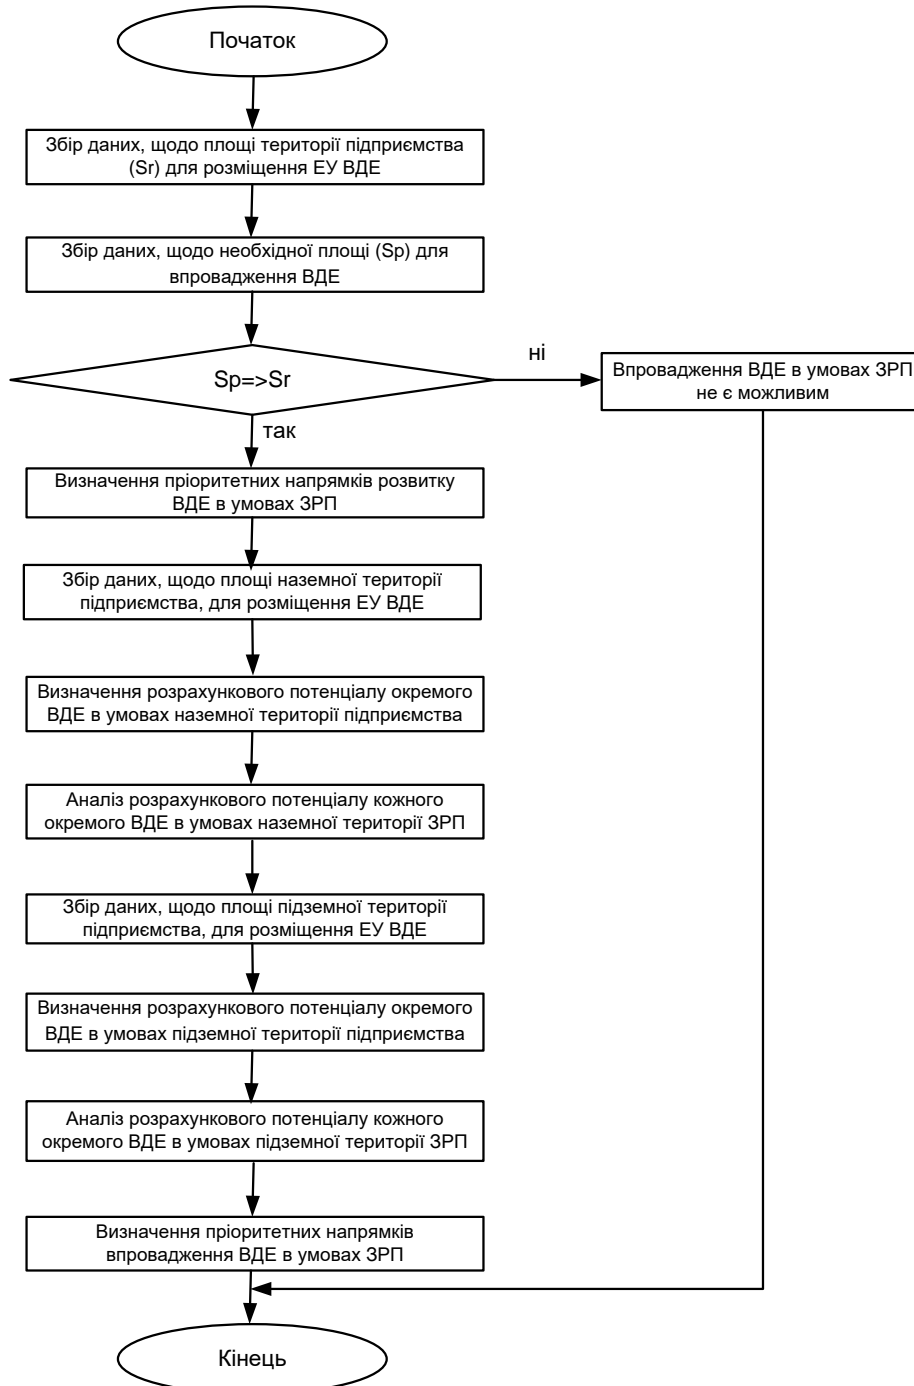 Початок
Збір даних, щодо площі території підприємства
(Sr) для розміщення ЕУ ВДЕ
Збір даних, щодо необхідної площі (Sp) для
впровадження ВДЕ
Sp=>Sr
ні
Впровадження ВДЕ в умовах ЗРП
не є можливим
так
Визначення пріоритетних напрямків розвитку
ВДЕ в умовах ЗРП
Збір даних, щодо площі наземної території
підприємства, для розміщення ЕУ ВДЕ
Визначення розрахункового потенціалу окремого
ВДЕ в умовах наземної території підприємства
Аналіз розрахункового потенціалу кожного
окремого ВДЕ в умовах наземної території ЗРП
Збір даних, щодо площі підземної території
підприємства, для розміщення ЕУ ВДЕ
Визначення розрахункового потенціалу окремого
ВДЕ в умовах підземної території підприємства
Аналіз розрахункового потенціалу кожного
окремого ВДЕ в умовах підземної території ЗРП
Визначення пріоритетних напрямків
впровадження ВДЕ в умовах ЗРП
Кінець